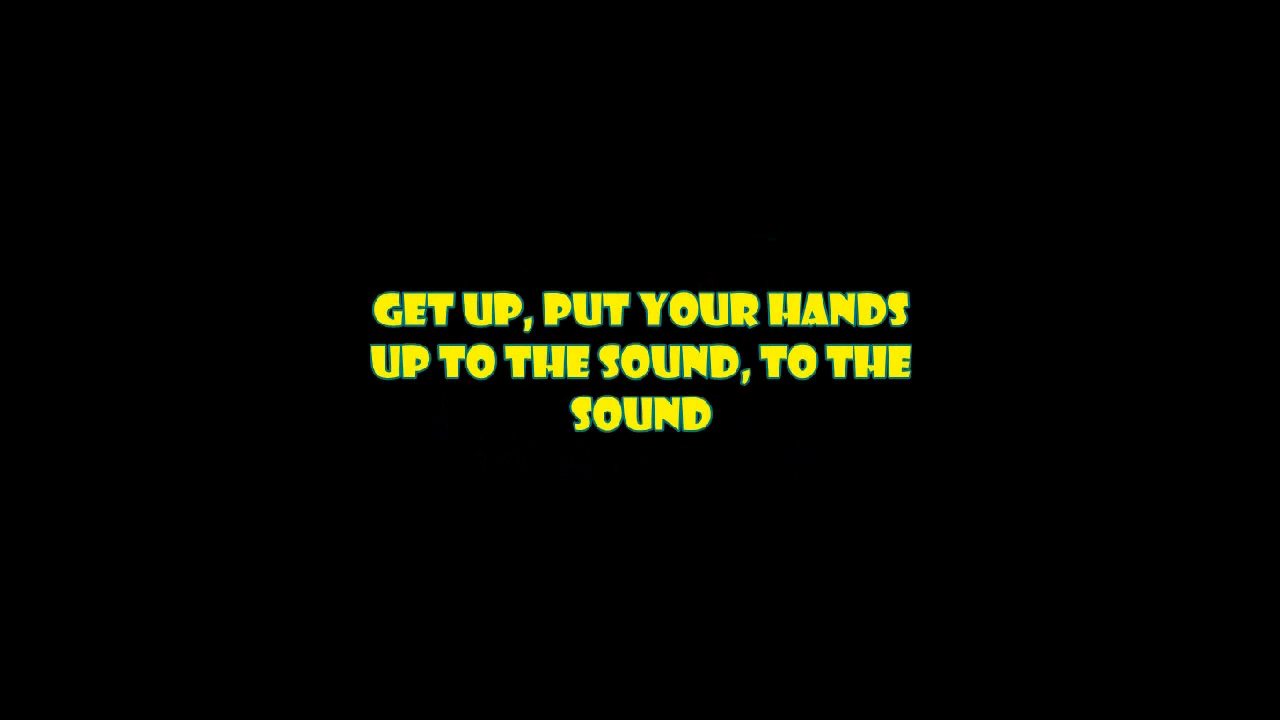 GET UP, PUT YOUR HANDS
UP TO THE SOUND, TO THE
SOUND